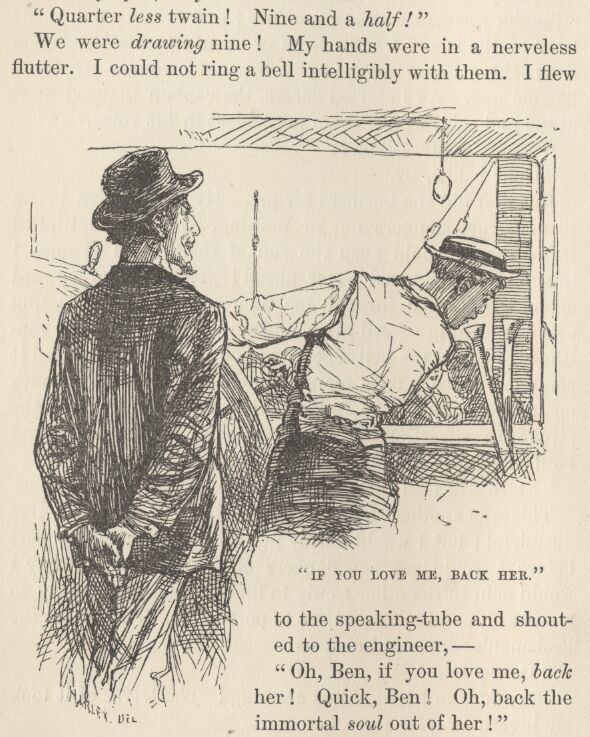 “ Quarter less twain ! Nine and a half ! ”
We were drawing nine ! My hands were in a nerveless
flutter. I could not ring a bell intelligibly with them. I flew
“IF YOU LOVE ME, BACK HER.”
to the speaking-tube and shout-
ed to the engineer, —
“ Oh, Ben, if you love me, back
her ! Quick, Ben ! Oh, back the
immortal soul out of her ! ”
HARLEY. DEL